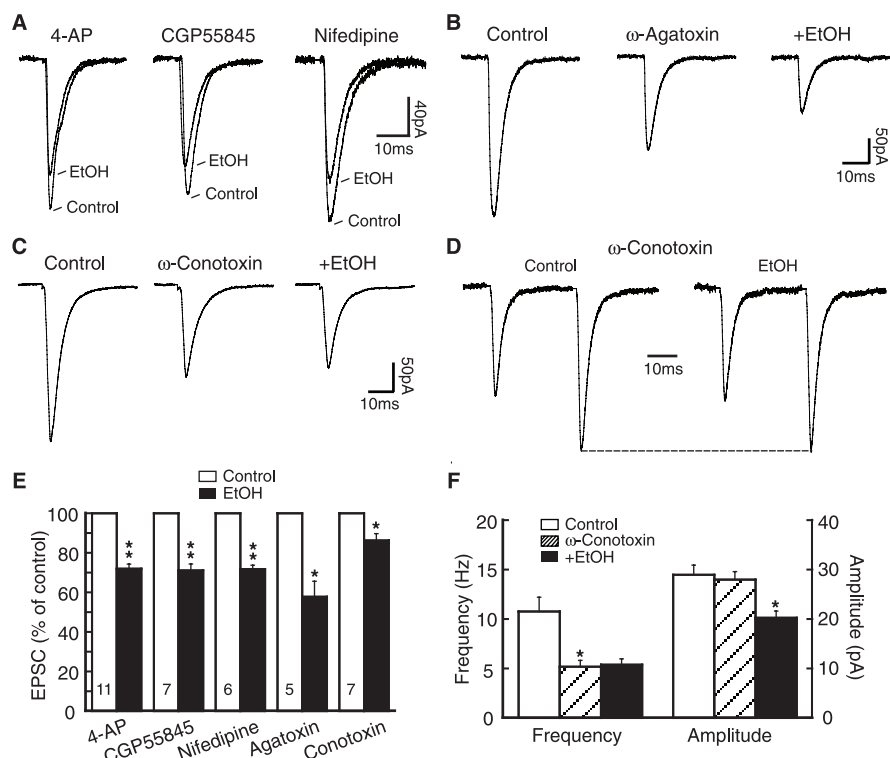 A
4-AP
CGP55845
Nifedipine
EtOH
Control
EtOH
Control
EtOH
Control
40pA
10ms
B
Control
ω-Agatoxin
+EtOH
50pA
10ms
C
Control
ω-Conotoxin
+EtOH
50pA
10ms
D
ω-Conotoxin
Control
EtOH
10ms
E
Control
EtOH
EPSC (% of control)
100
80
60
40
20
0
** ** ** * *
11 7 6 5 7
4-AP
CGP55845
Nifedipine
Agatoxin
Conotoxin
F
Control
ω-Conotoxin
+EtOH
Frequency (Hz)
20
15
10
5
0
* *
Amplitude (pA)
40
30
20
10
0
Frequency
Amplitude